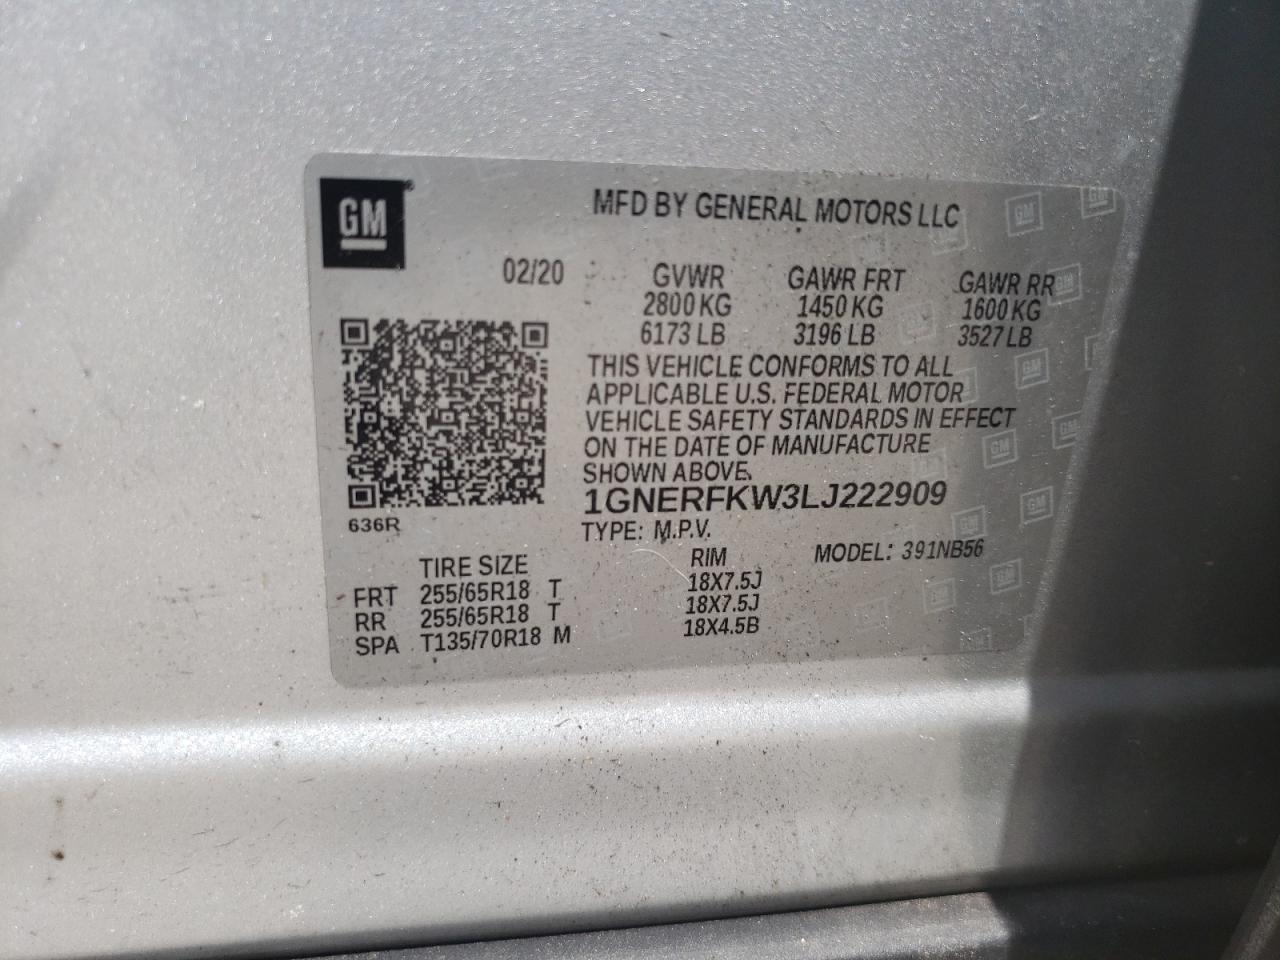 GM
MFD BY GENERAL MOTORS LLC
02/20 GVWR GAWR FRT GAWR RR
2800 KG 1450 KG 1600 KG
6173 LB 3196 LB 3527 LB
THIS VEHICLE CONFORMS TO ALL
APPLICABLE U.S. FEDERAL MOTOR
VEHICLE SAFETY STANDARDS IN EFFECT
ON THE DATE OF MANUFACTURE
SHOWN ABOVE.
1GNERFKW3LJ222909
636R
TYPE: M.P.V.
MODEL: 391NB56
TIRE SIZE RIM
FRT 255/65R18 T 18X7.5J
RR 255/65R18 T 18X7.5J
SPA T135/70R18 M 18X4.5B